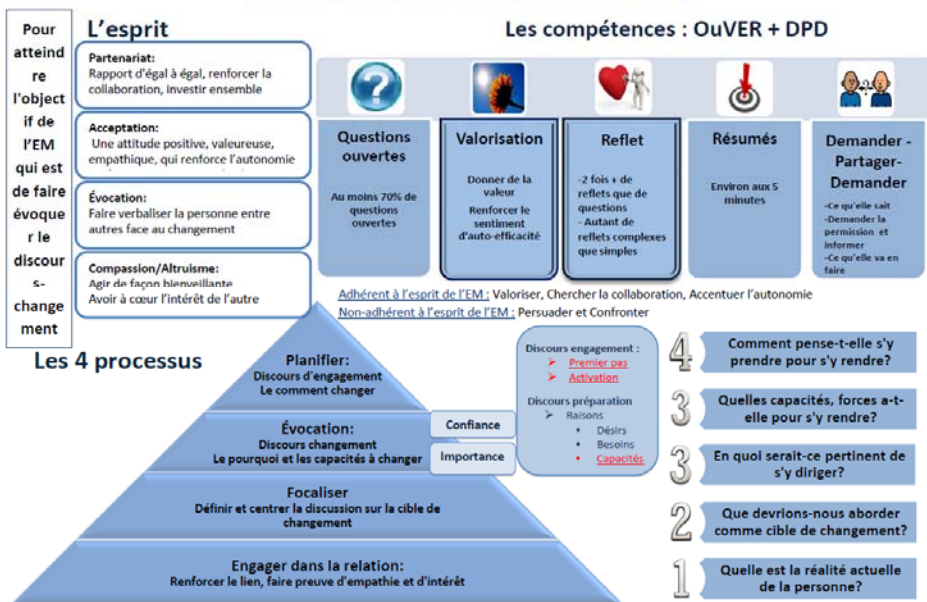 Pour
atteind
re
l'object
if de
l'EM
qui est
de faire
évoque
r le
discour
s-
change
ment
L'esprit
Partenariat:
Rapport d'égal à égal, renforcer la
collaboration, investir ensemble
Acceptation:
Une attitude positive, valeureuse,
empathique, qui renforce l'autonomie
Évocation:
Faire verbaliser la personne entre
autres face au changement
Compassion/Altruisme:
Agir de façon bienveillante
Avoir à cœur l'intérêt de l'autre
Les compétences : OuVER + DPD
?
Questions
ouvertes
Au moins 70% de
questions
ouvertes
Valorisation
Donner de la
valeur
Renforcer le
sentiment
d'auto-efficacité
Reflet
-2 fois + de
reflets que de
questions
- Autant de
reflets complexes
que simples
Résumés
Environ aux 5
minutes
Demander -
Partager-
Demander
-Ce qu'elle sait
-Demander la
permission et
informer
-Ce qu'elle va en
faire
Adhérent à l'esprit de l'EM : Valoriser, Chercher la collaboration, Accentuer l'autonomie
Non-adhérent à l'esprit de l'EM : Persuader et Confronter
Les 4 processus
Planifier:
Discours d'engagement
Le comment changer
Évocation:
Discours changement
Le pourquoi et les capacités à changer
Focaliser
Définir et centrer la discussion sur la cible de
changement
Engager dans la relation:
Renforcer le lien, faire preuve d'empathie et d'intérêt
Confiance
Importance
Discours engagement :
➢ Premier pas
➢ Activation
Discours préparation
➢ Raisons
• Désirs
• Besoins
• Capacités
4 Comment pense-t-elle s'y
prendre pour s'y rendre?
3 Quelles capacités, forces a-t-
elle pour s'y rendre?
3 En quoi serait-ce pertinent de
s'y diriger?
2 Que devrions-nous aborder
comme cible de changement?
1 Quelle est la réalité actuelle
de la personne?